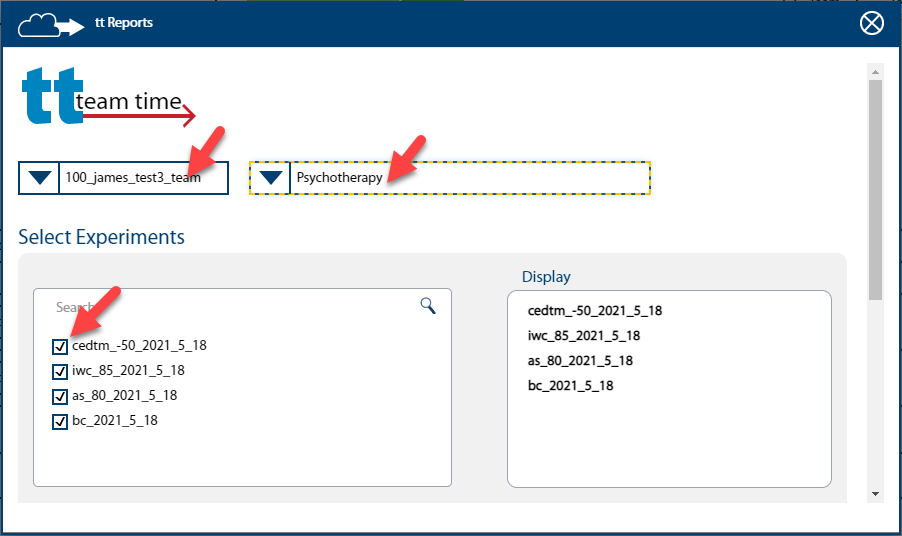 tt Reports
tt team time
100_james_test3_team
Psychotherapy
Select Experiments
Search
cedtm_-50_2021_5_18
iwc_85_2021_5_18
as_80_2021_5_18
bc_2021_5_18
Display
cedtm_-50_2021_5_18
iwc_85_2021_5_18
as_80_2021_5_18
bc_2021_5_18